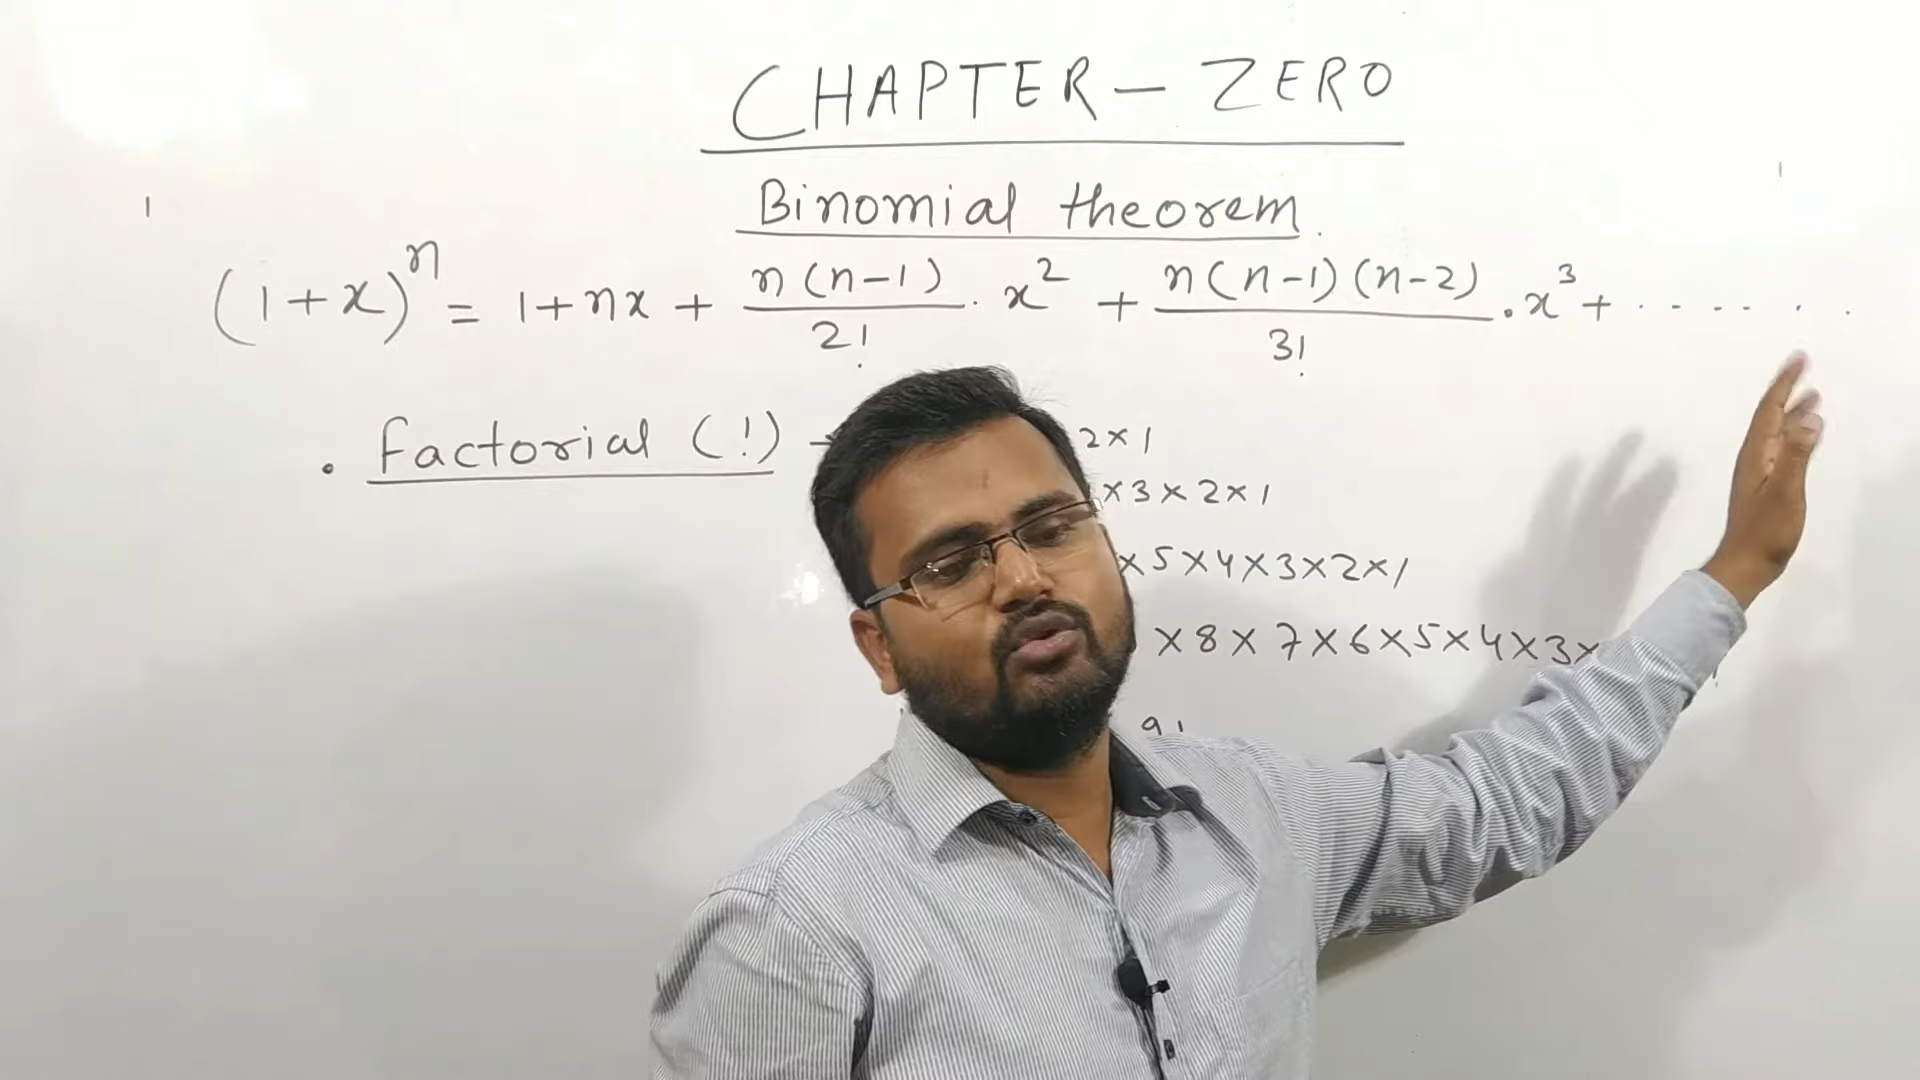 CHAPTER – ZERO
Binomial theorem
(1+x)ⁿ = 1+nx + n(n-1)/2! · x² + n(n-1)(n-2)/3! · x³ + ........
. factorial (!) → 2×1
×3×2×1
×5×4×3×2×1
×8×7×6×5×4×3×
9!